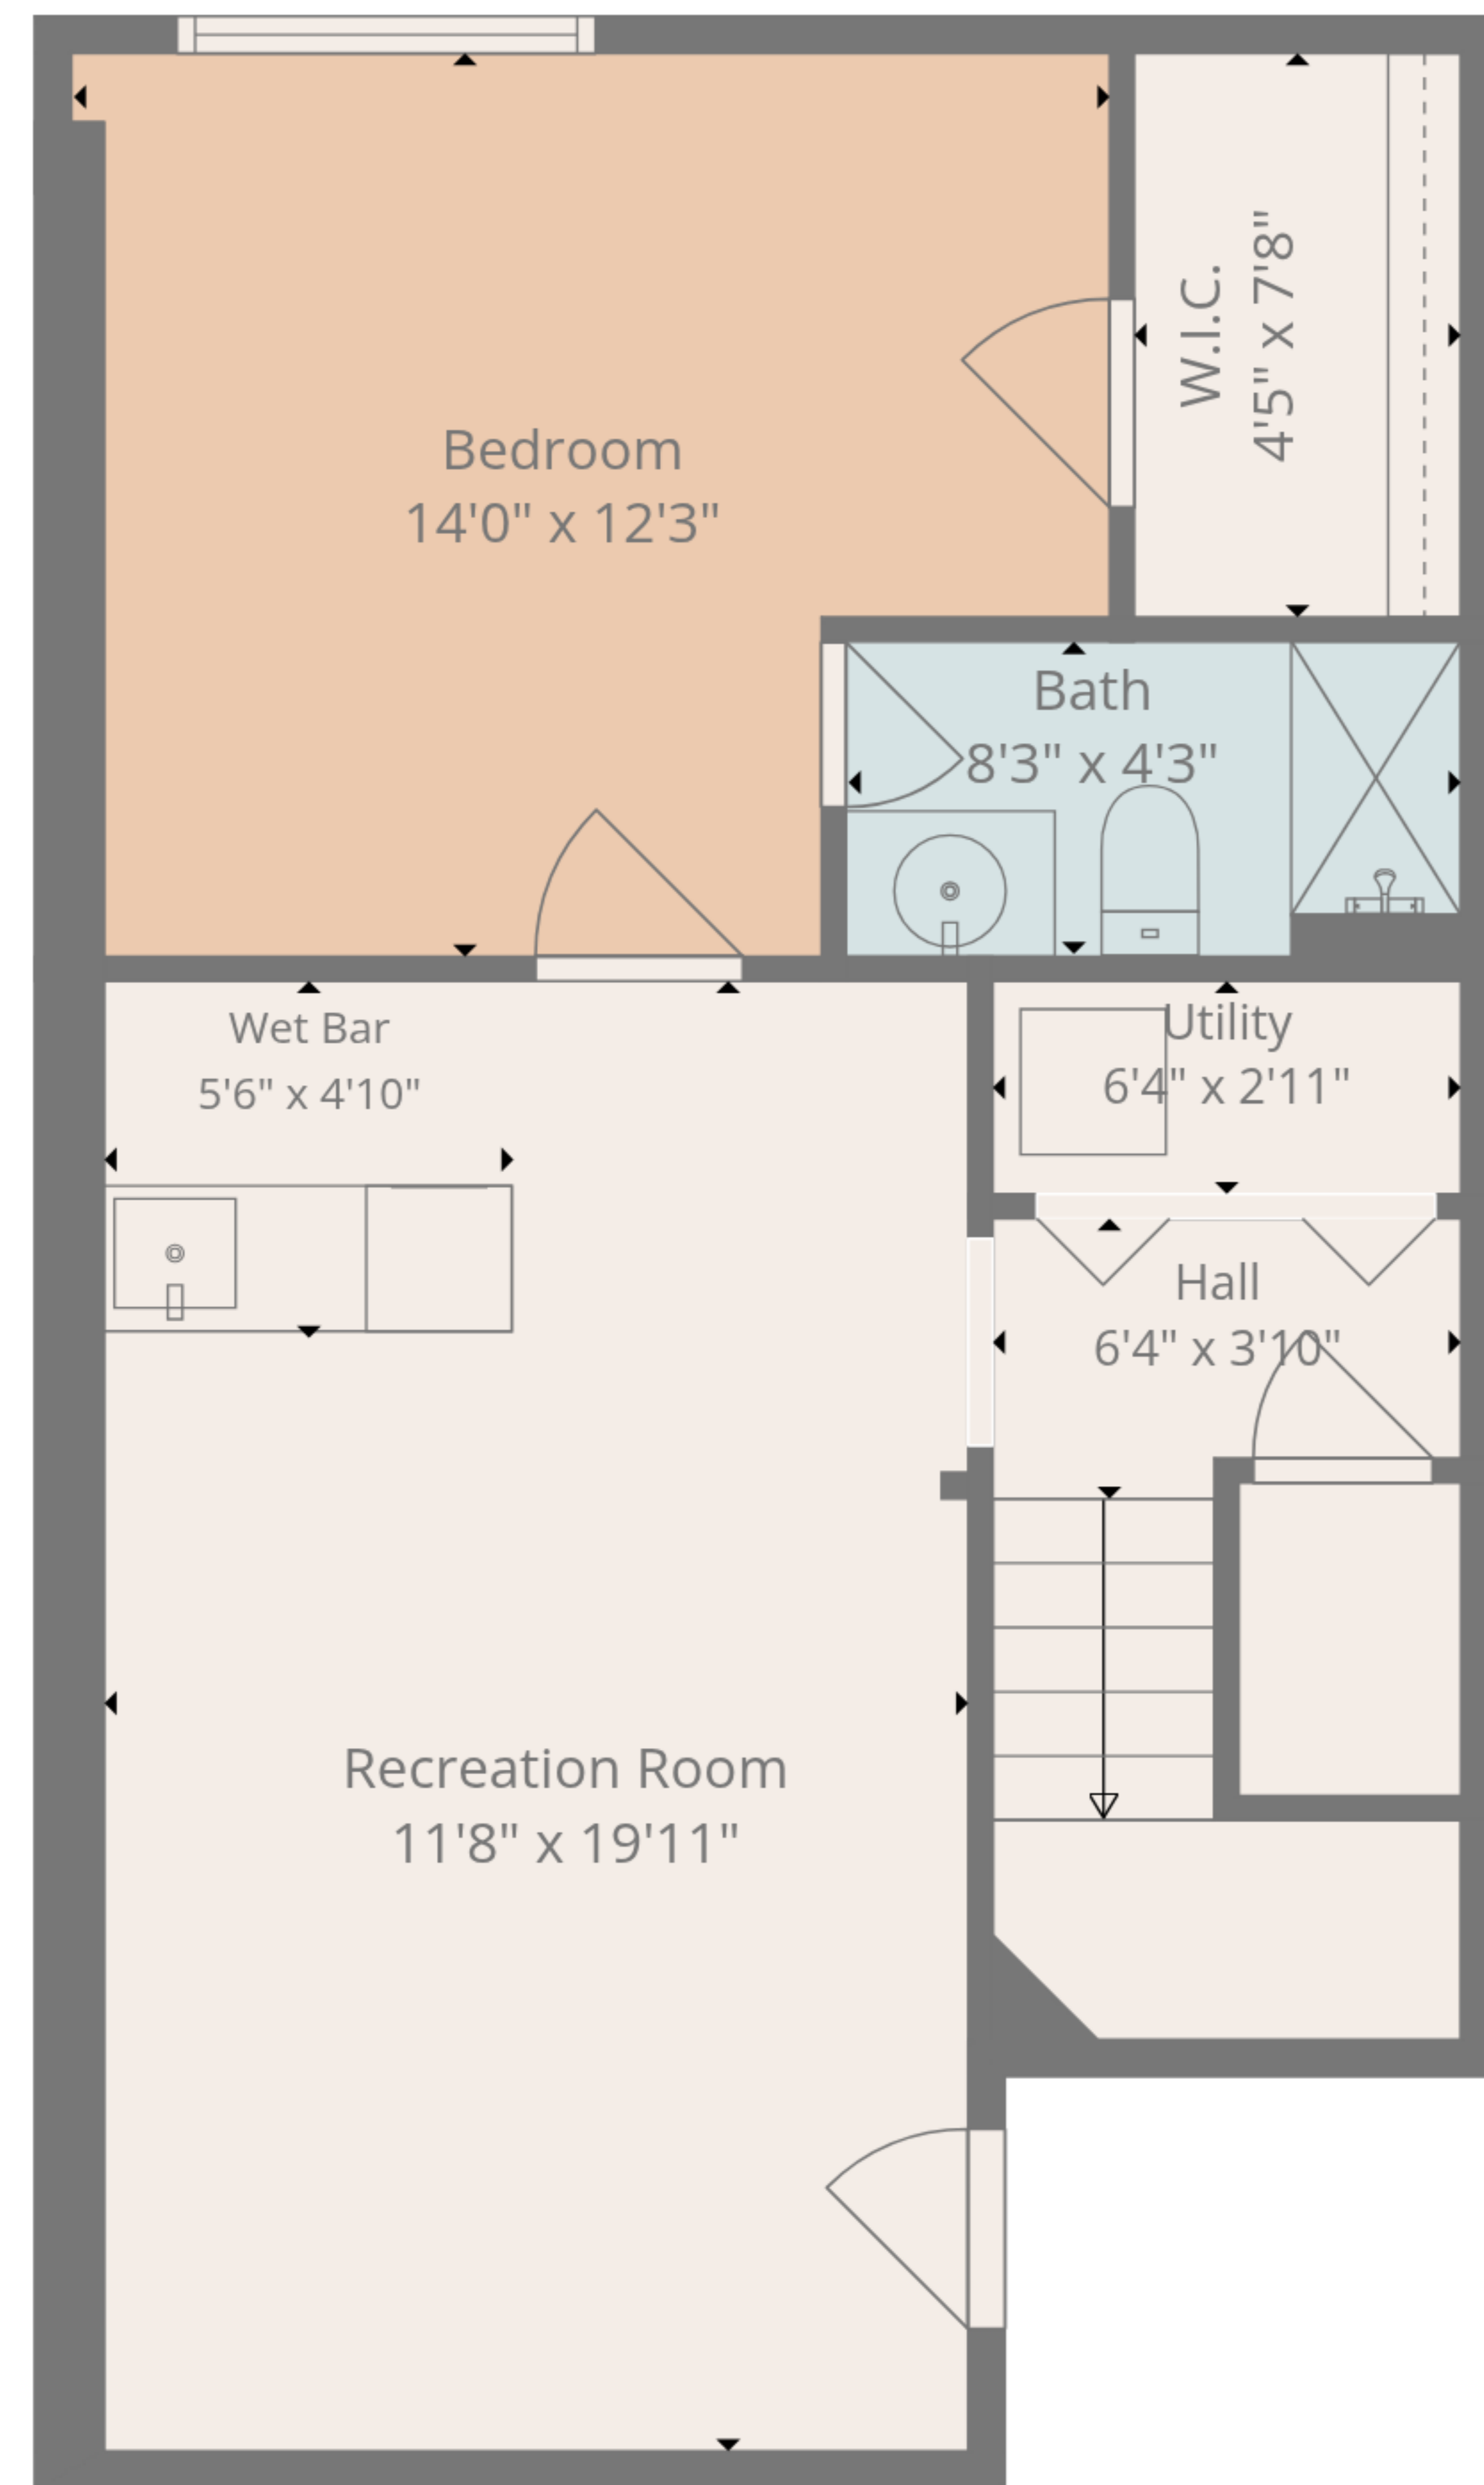 W.I.C.
4'5" x 7'8"
Bedroom
14'0" x 12'3"
Bath
8'3" x 4'3"
Wet Bar
5'6" x 4'10"
Utility
6'4" x 2'11"
Hall
6'4" x 3'10"
Recreation Room
11'8" x 19'11"